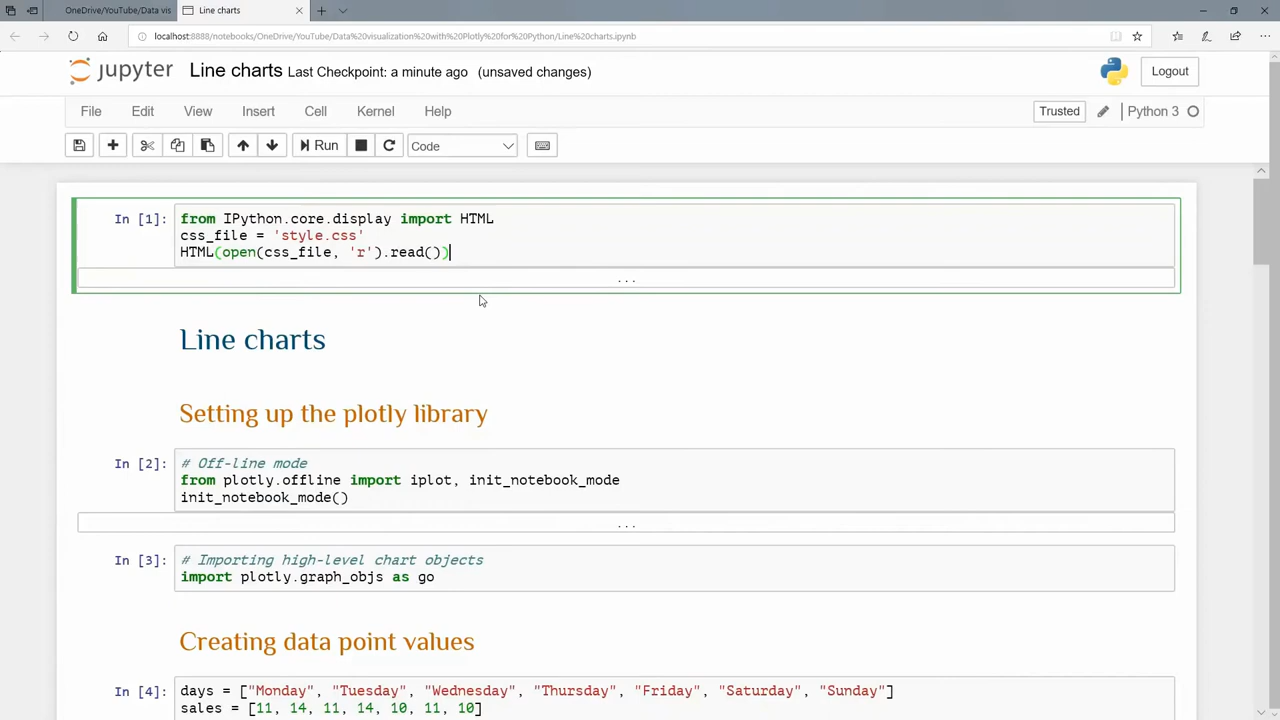 OneDrive/YouTube/Data vis
Line charts
localhost:8888/notebooks/OneDrive/YouTube/Data%20visualization%20with%20Plotly%20for%20Python/Line%20charts.ipynb
jupyter Line charts Last Checkpoint: a minute ago (unsaved changes)
Logout
File Edit View Insert Cell Kernel Help
Trusted
Python 3
Run
Code
In [1]: from IPython.core.display import HTML
css_file = 'style.css'
HTML(open(css_file, 'r').read())
...
Line charts
Setting up the plotly library
In [2]: # Off-line mode
from plotly.offline import iplot, init_notebook_mode
init_notebook_mode()
...
In [3]: # Importing high-level chart objects
import plotly.graph_objs as go
Creating data point values
In [4]: days = ["Monday", "Tuesday", "Wednesday", "Thursday", "Friday", "Saturday", "Sunday"]
sales = [11, 14, 11, 14, 10, 11, 10]